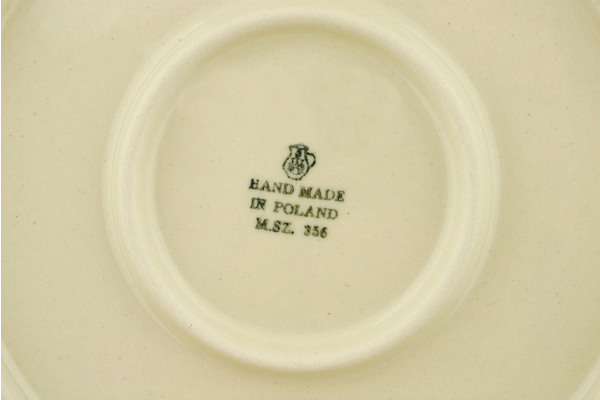 HAND MADE
IN POLAND
M.SZ. 356